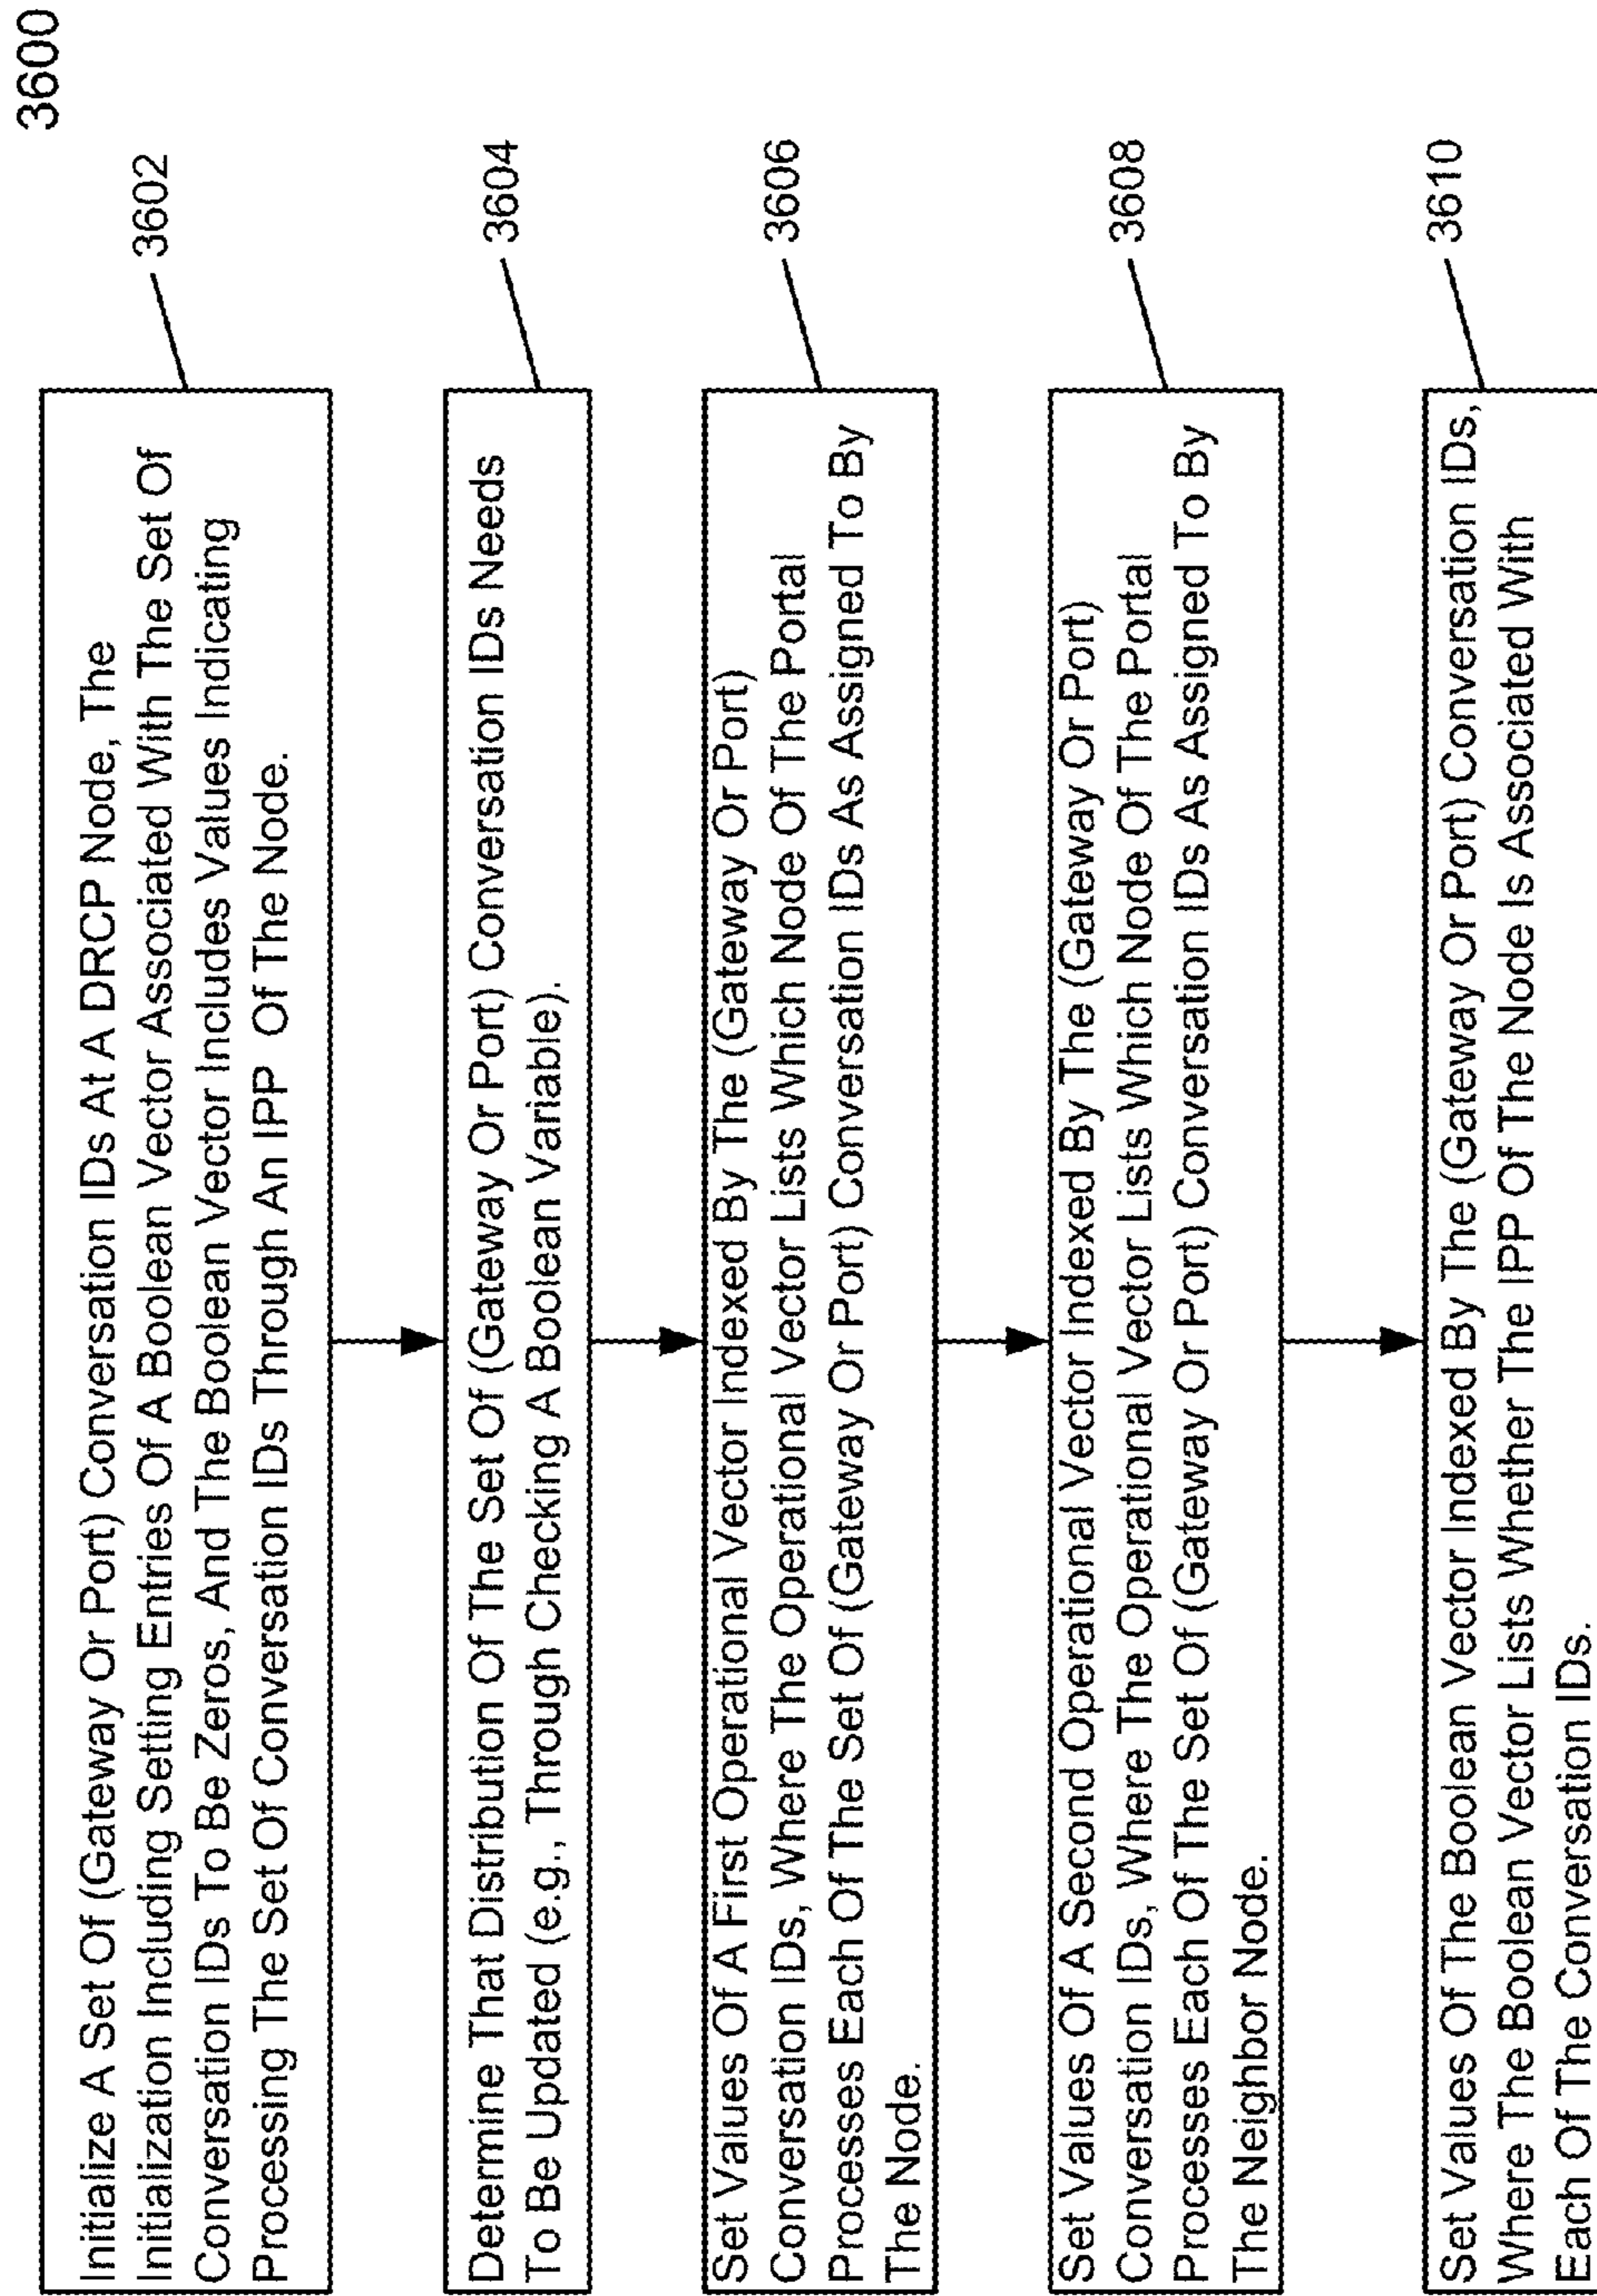 3600
Initialize A Set Of (Gateway Or Port) Conversation IDs At A DRCP Node, The
Initialization Including Setting Entries Of A Boolean Vector Associated With The Set Of
Conversation IDs To Be Zeros, And The Boolean Vector Includes Values Indicating
Processing The Set Of Conversation IDs Through An IPP Of The Node.
3602
Determine That Distribution Of The Set Of (Gateway Or Port) Conversation IDs Needs
To Be Updated (e.g., Through Checking A Boolean Variable).
3604
Set Values Of A First Operational Vector Indexed By The (Gateway Or Port)
Conversation IDs, Where The Operational Vector Lists Which Node Of The Portal
Processes Each Of The Set Of (Gateway Or Port) Conversation IDs As Assigned To By
The Node.
3606
Set Values Of A Second Operational Vector Indexed By The (Gateway Or Port)
Conversation IDs, Where The Operational Vector Lists Which Node Of The Portal
Processes Each Of The Set Of (Gateway Or Port) Conversation IDs As Assigned To By
The Neighbor Node.
3608
Set Values Of The Boolean Vector Indexed By The (Gateway Or Port) Conversation IDs,
Where The Boolean Vector Lists Whether The IPP Of The Node Is Associated With
Each Of The Conversation IDs.
3610